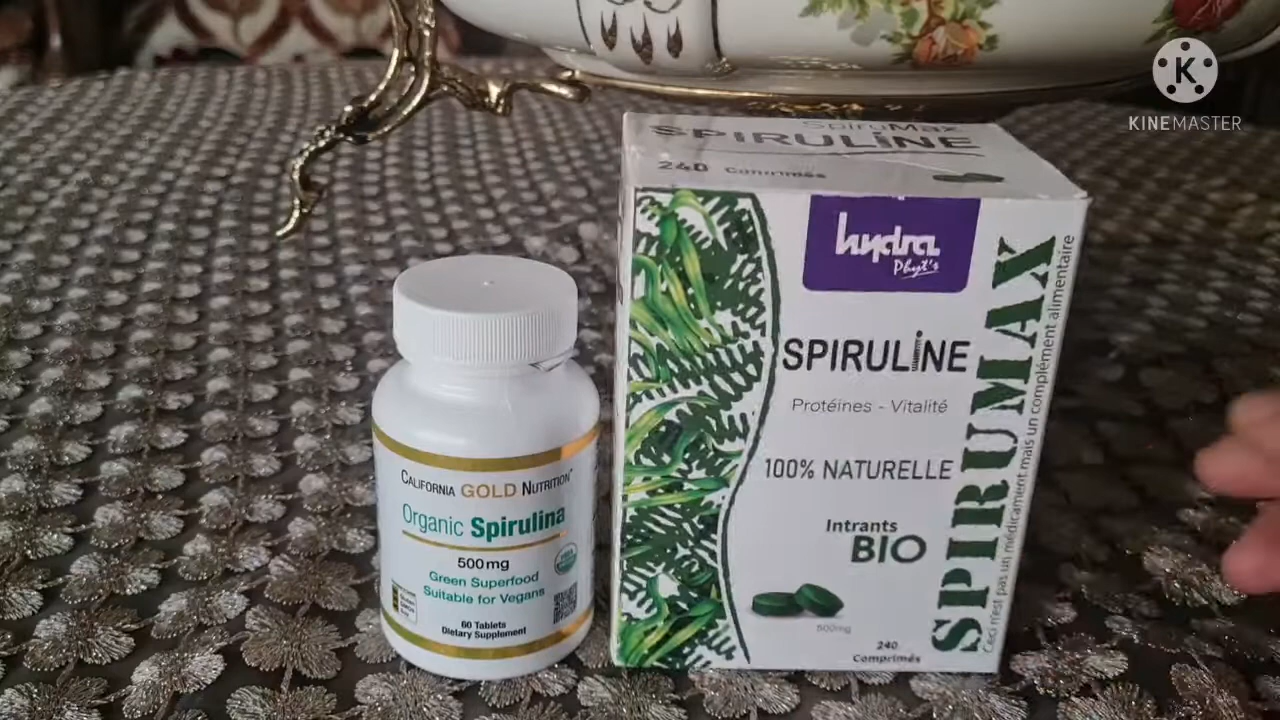 K
KINEMASTER
SpiruMax
SPIRULINE
240 Comprimés
hydra
Phyt's
SPIRULINE
Protéines - Vitalité
100% NATURELLE
Intrants
BIO
500mg
240
Comprimés
SPIRUMAX
Ceci n'est pas un médicament mais un complément alimentaire
CALIFORNIA GOLD NUTRITION
Organic Spirulina
500mg
Green Superfood
Suitable for Vegans
60 Tablets
Dietary Supplement